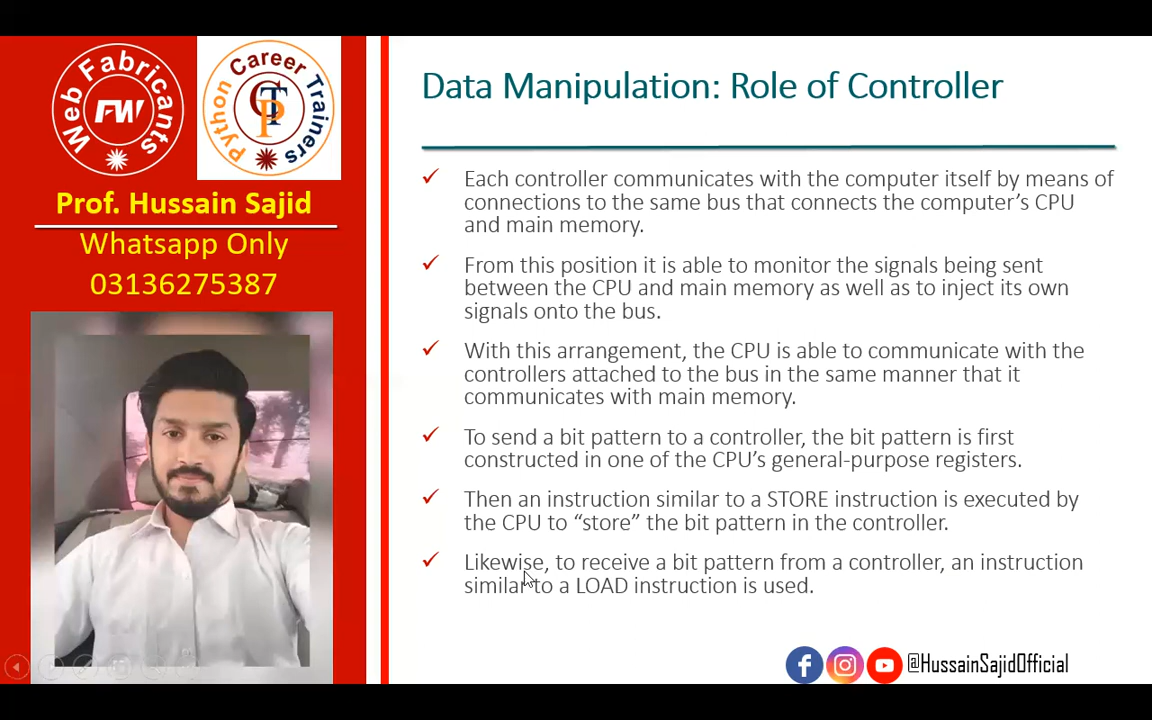 Web Fabricants
FW
Python Career Trainers
CTP
Prof. Hussain Sajid
Whatsapp Only
03136275387
Data Manipulation: Role of Controller
Each controller communicates with the computer itself by means of
connections to the same bus that connects the computer’s CPU
and main memory.
From this position it is able to monitor the signals being sent
between the CPU and main memory as well as to inject its own
signals onto the bus.
With this arrangement, the CPU is able to communicate with the
controllers attached to the bus in the same manner that it
communicates with main memory.
To send a bit pattern to a controller, the bit pattern is first
constructed in one of the CPU’s general-purpose registers.
Then an instruction similar to a STORE instruction is executed by
the CPU to “store” the bit pattern in the controller.
Likewise, to receive a bit pattern from a controller, an instruction
similar to a LOAD instruction is used.
@HussainSajidOfficial